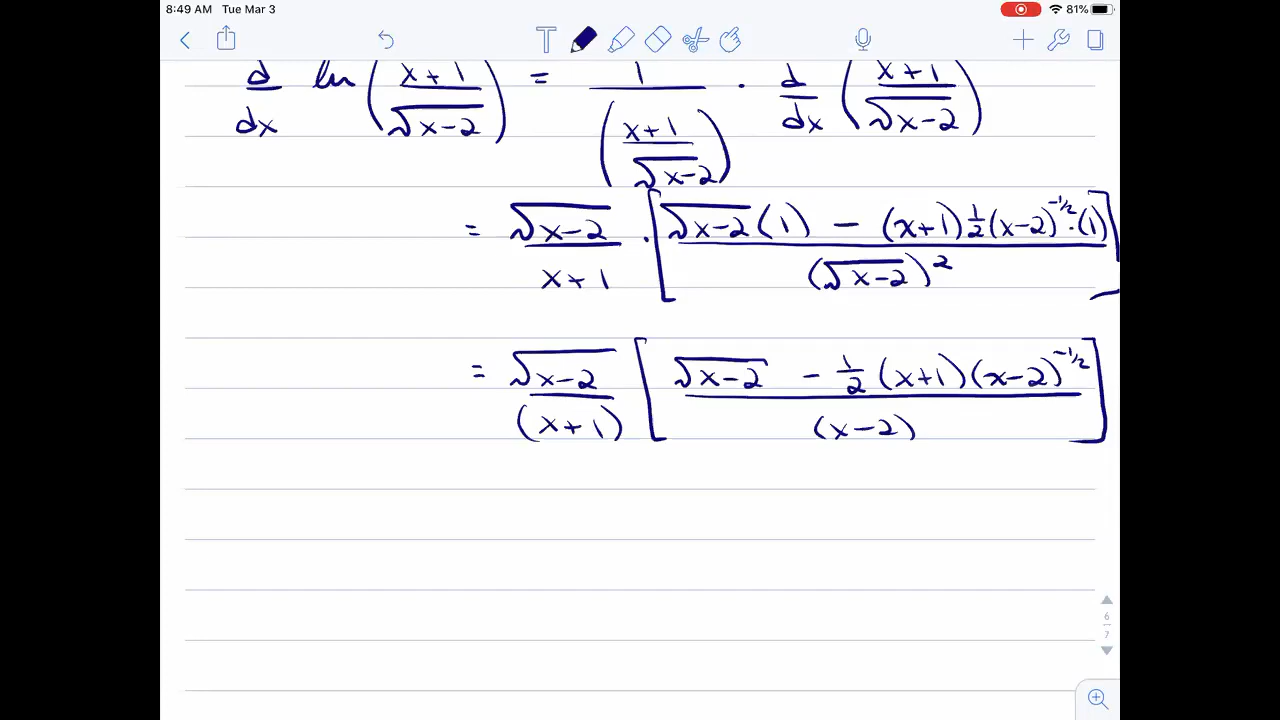 8:49 AM Tue Mar 3 81%
T
d/dx ln((x+1)/√(x-2)) = 1/((x+1)/√(x-2)) · d/dx((x+1)/√(x-2))
= √(x-2)/(x+1) · [(√(x-2)(1) - (x+1)½(x-2)^(-1/2)·(1))/(√(x-2))^2]
= √(x-2)/(x+1) [(√(x-2) - ½(x+1)(x-2)^(-1/2))/(x-2)]
6
7